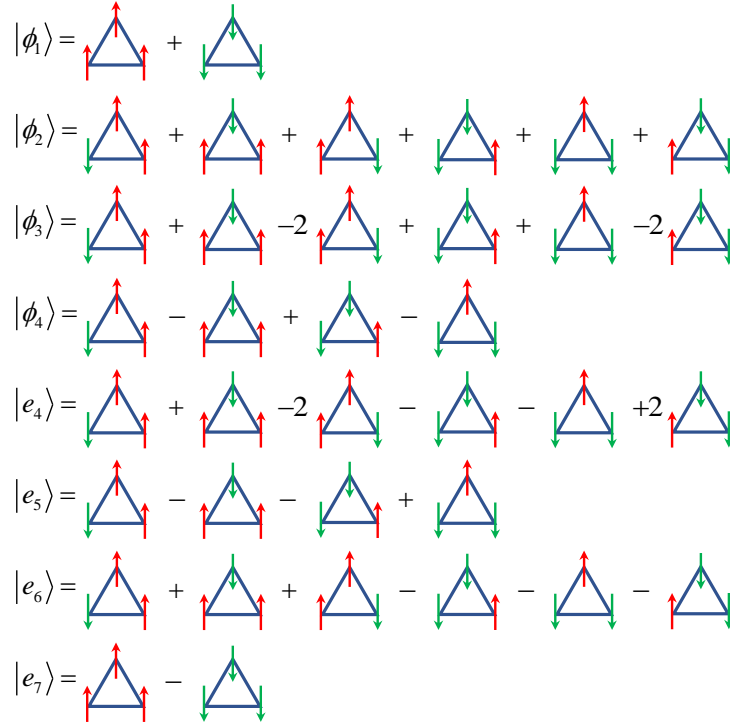 |ϕ₁⟩ = +
|ϕ₂⟩ = + + + + +
|ϕ₃⟩ = + −2 + + −2
|ϕ₄⟩ = − + −
|e₄⟩ = + −2 − − +2
|e₅⟩ = − − +
|e₆⟩ = + + − − −
|e₇⟩ = −